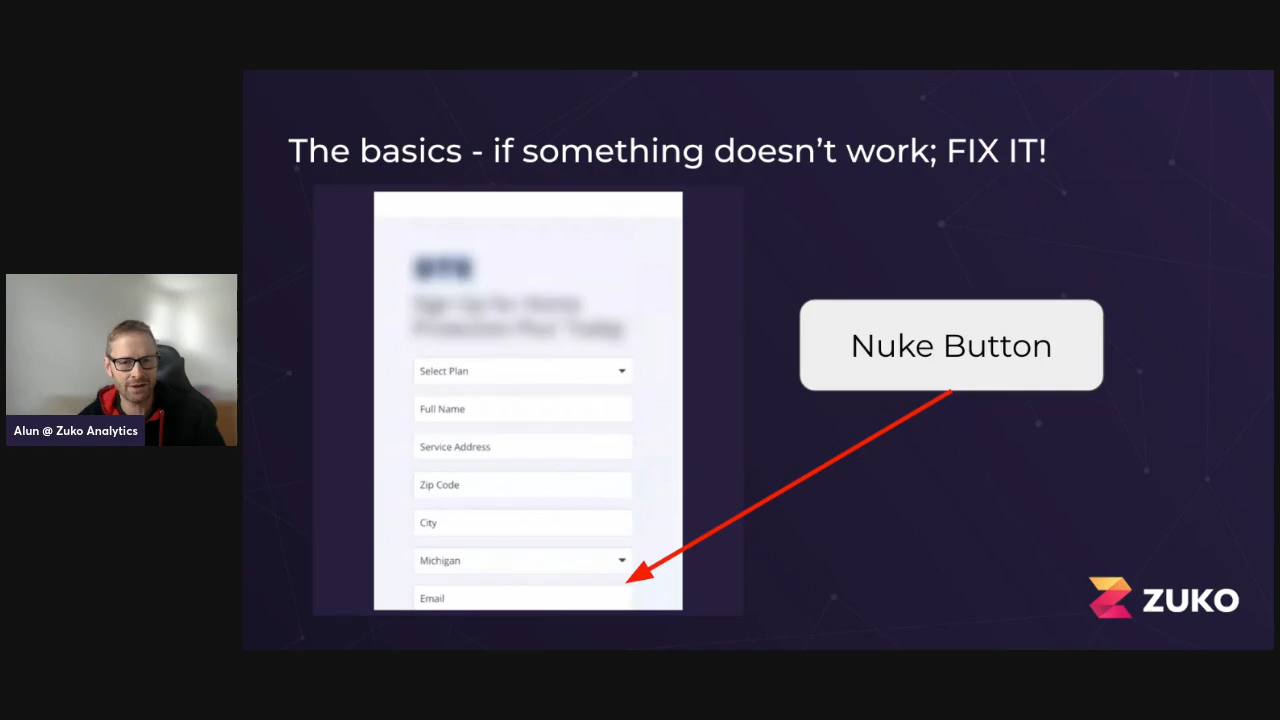 The basics - if something doesn't work; FIX IT!
Select Plan
Full Name
Service Address
Zip Code
City
Michigan
Email
Nuke Button
Alun @ Zuko Analytics
ZUKO